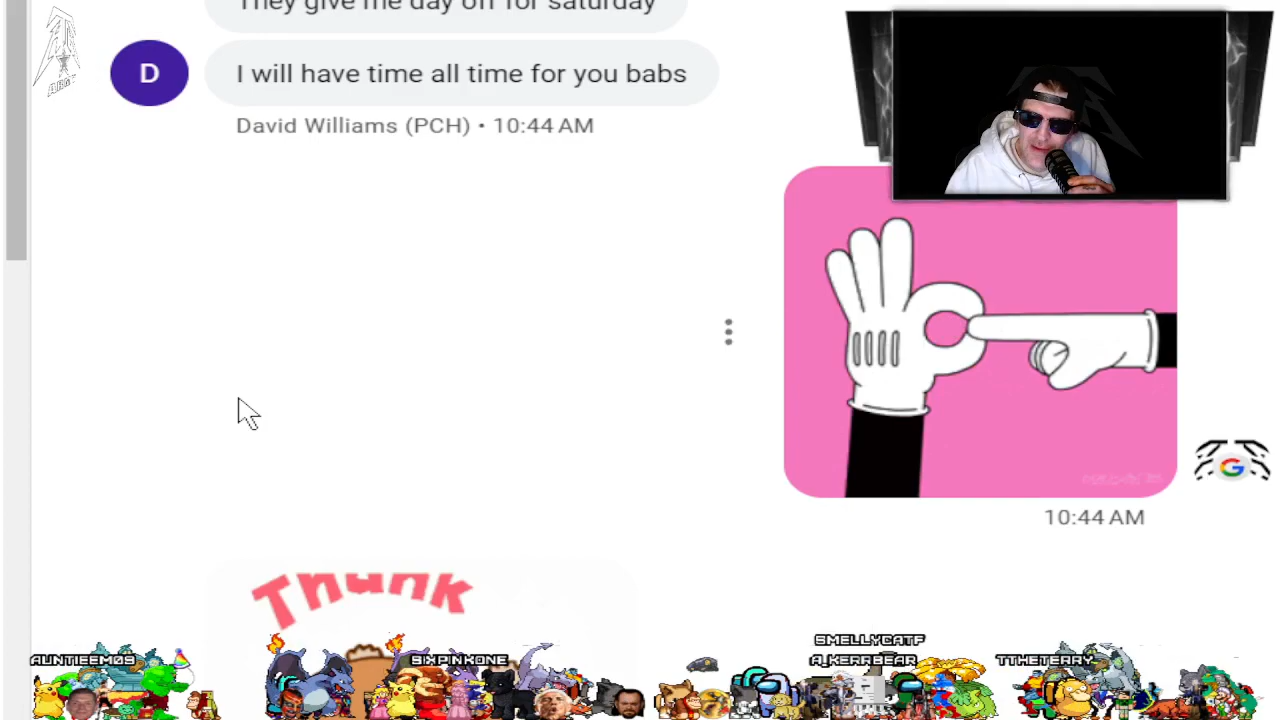 They give me day off for saturday
D
I will have time all time for you babs
David Williams (PCH) • 10:44 AM
10:44 AM
Thank
AUNTIEEM09
SIXPINKONE
SMELLYCATF
A_KERRBEAR
TTHETERRY